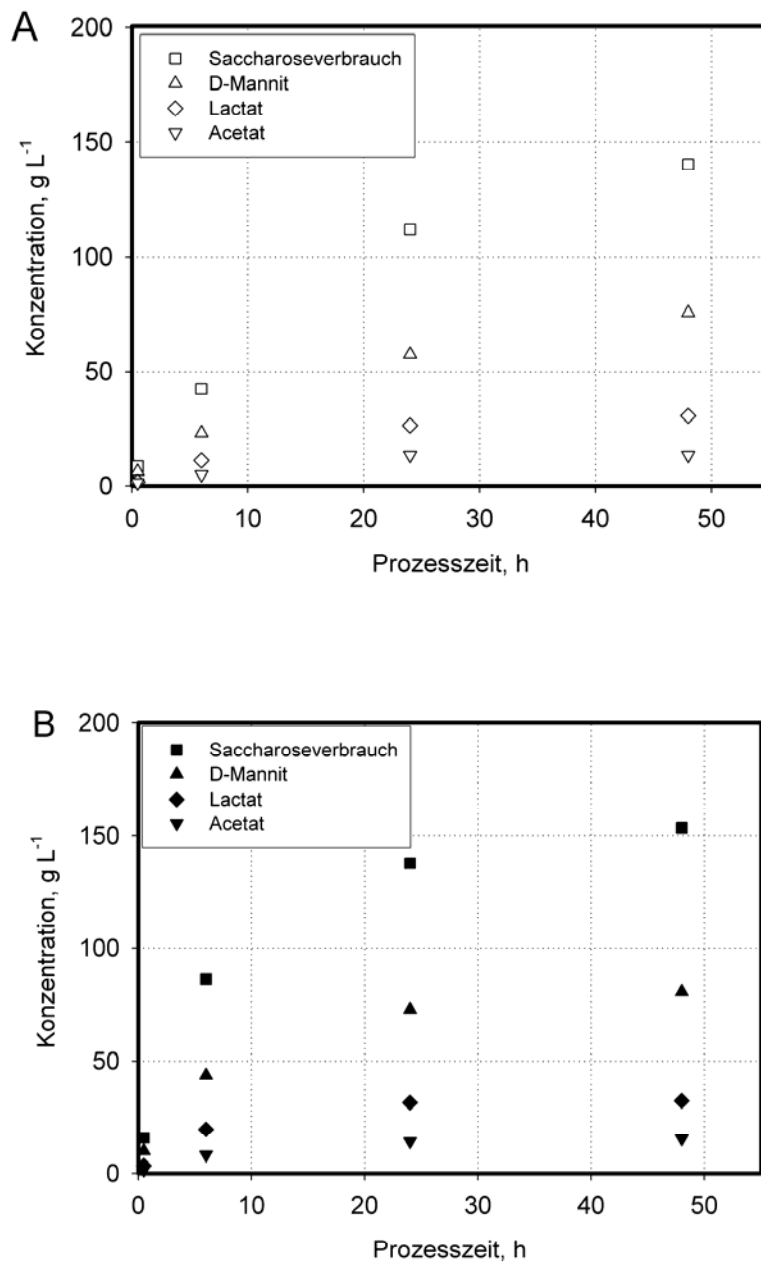 A
200
150
100
50
0
Konzentration, g L⁻¹
Saccharoseverbrauch
D-Mannit
Lactat
Acetat
0 10 20 30 40 50
Prozesszeit, h
B
200
150
100
50
0
Konzentration, g L⁻¹
Saccharoseverbrauch
D-Mannit
Lactat
Acetat
0 10 20 30 40 50
Prozesszeit, h